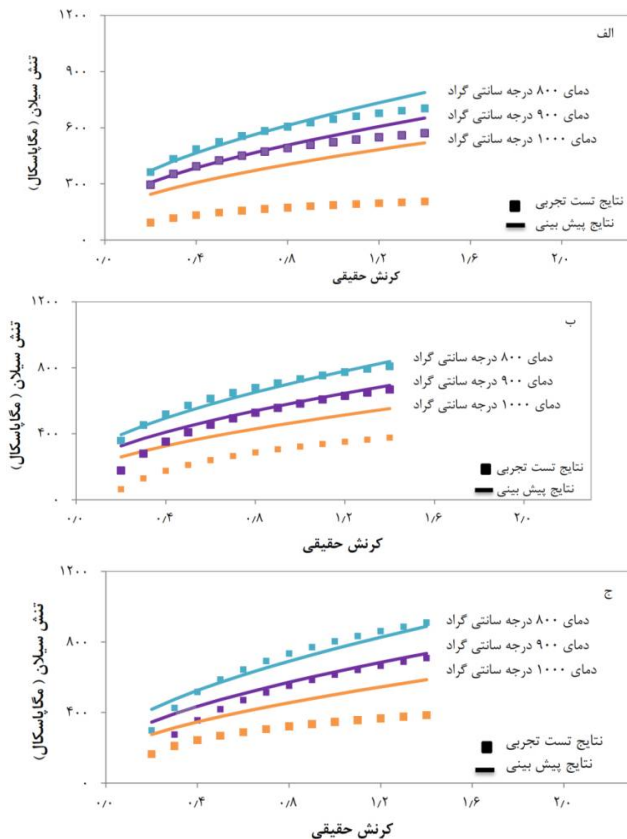 الف
۱۲۰۰
۹۰۰
۶۰۰
۳۰۰
۰
تنش سیلان ( مگاپاسکال)
دمای ۸۰۰ درجه سانتی گراد
دمای ۹۰۰ درجه سانتی گراد
دمای ۱۰۰۰ درجه سانتی گراد
نتایج تست تجربی
نتایج پیش بینی
۰٫۰ ۰٫۴ ۰٫۸ ۱٫۲ ۱٫۶ ۲٫۰
کرنش حقیقی
ب
۱۲۰۰
۸۰۰
۴۰۰
۰
تنش سیلان ( مگاپاسکال)
دمای ۸۰۰ درجه سانتی گراد
دمای ۹۰۰ درجه سانتی گراد
دمای ۱۰۰۰ درجه سانتی گراد
نتایج تست تجربی
نتایج پیش بینی
۰٫۰ ۰٫۴ ۰٫۸ ۱٫۲ ۱٫۶ ۲٫۰
کرنش حقیقی
ج
۱۲۰۰
۸۰۰
۴۰۰
۰
تنش سیلان ( مگاپاسکال)
دمای ۸۰۰ درجه سانتی گراد
دمای ۹۰۰ درجه سانتی گراد
دمای ۱۰۰۰ درجه سانتی گراد
نتایج تست تجربی
نتایج پیش بینی
۰٫۰ ۰٫۴ ۰٫۸ ۱٫۲ ۱٫۶ ۲٫۰
کرنش حقیقی